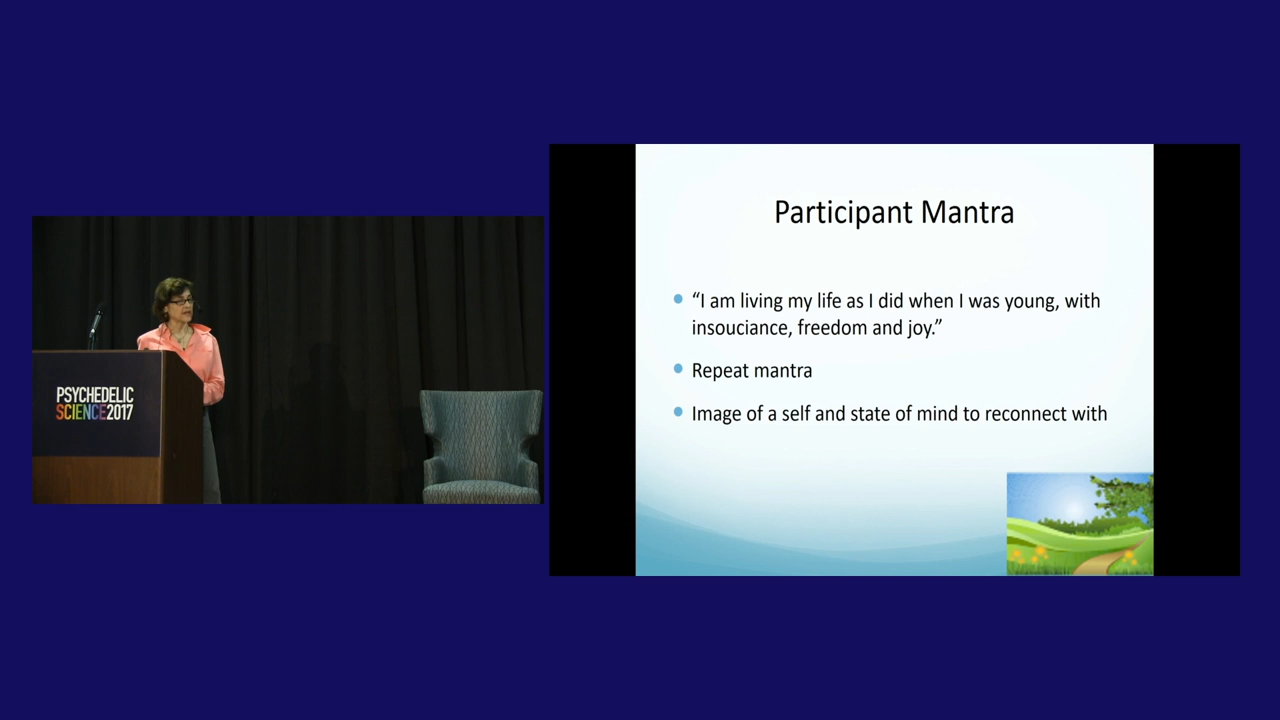 PSYCHEDELIC
SCIENCE2017
Participant Mantra
“I am living my life as I did when I was young, with
insouciance, freedom and joy.”
Repeat mantra
Image of a self and state of mind to reconnect with